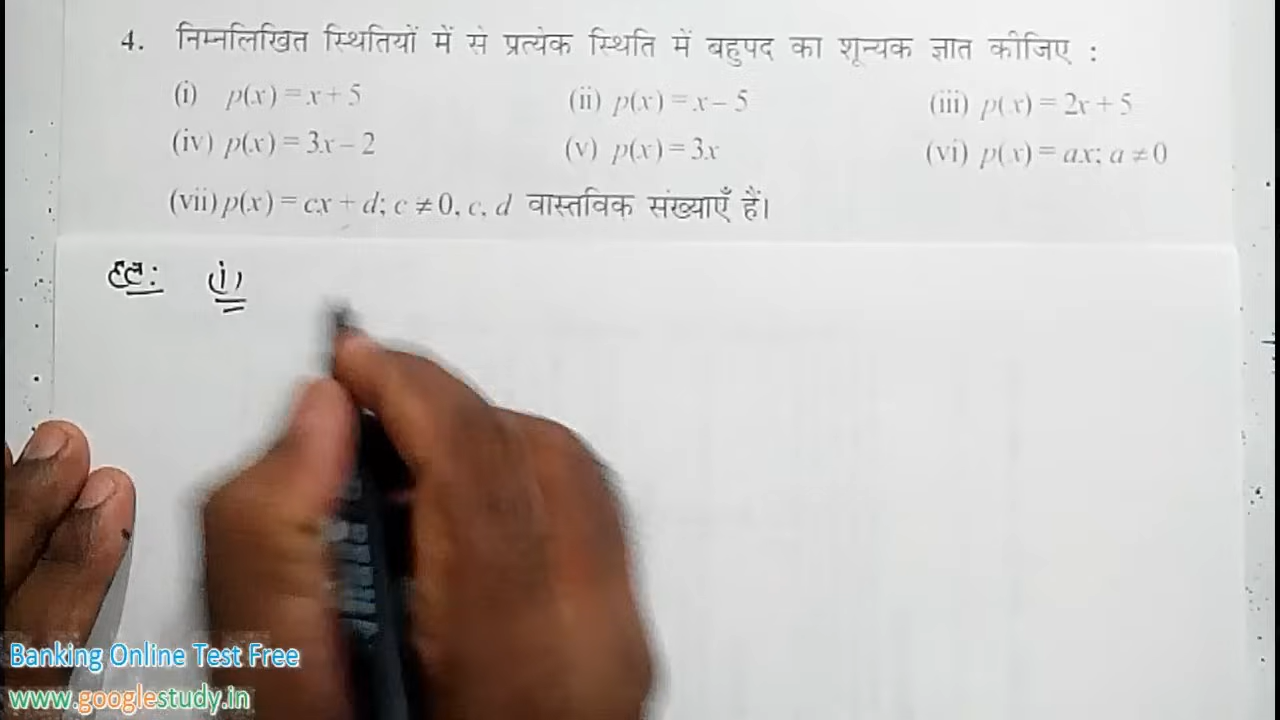 4. निम्नलिखित स्थितियों में से प्रत्येक स्थिति में बहुपद का शून्यक ज्ञात कीजिए :
(i) p(x) = x + 5 (ii) p(x) = x – 5 (iii) p(x) = 2x + 5
(iv) p(x) = 3x – 2 (v) p(x) = 3x (vi) p(x) = ax; a ≠ 0
(vii) p(x) = cx + d; c ≠ 0, c, d वास्तविक संख्याएँ हैं।
हल: (i)
Banking Online Test Free
www.googlestudy.in